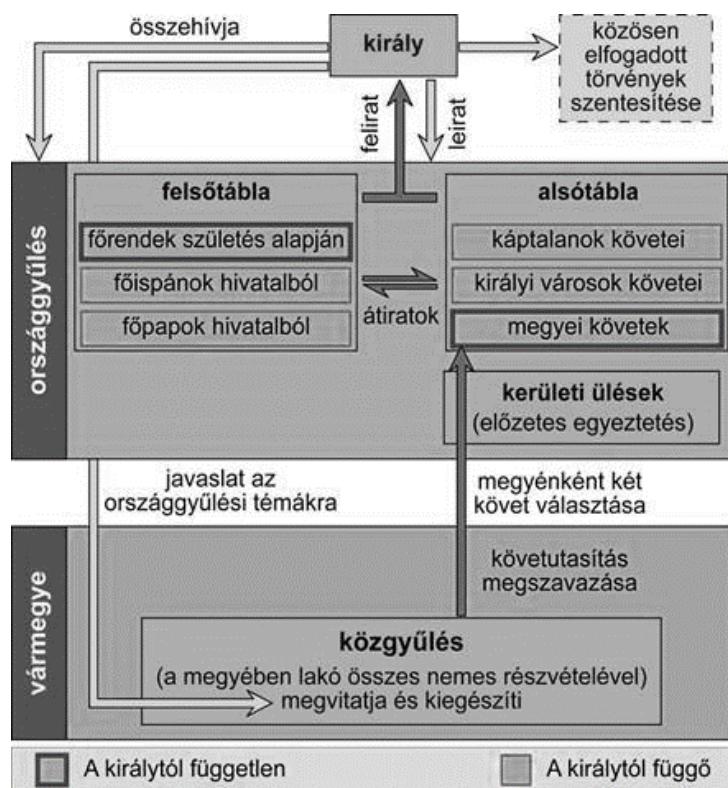 összehívja
király
közösen
elfogadott
törvények
szentesítése
felirat
leirat
országgyűlés
felsőtábla
főrendek születés alapján
főispánok hivatalból
főpapok hivatalból
átiratok
alsótábla
káptalanok követei
királyi városok követei
megyei követek
kerületi ülések
(előzetes egyeztetés)
javaslat az
országgyűlési témákra
megyénként két
követ választása
követutasítás
megszavazása
vármegye
közgyűlés
(a megyében lakó összes nemes részvételével)
megvitatja és kiegészíti
A királytól független
A királytól függő